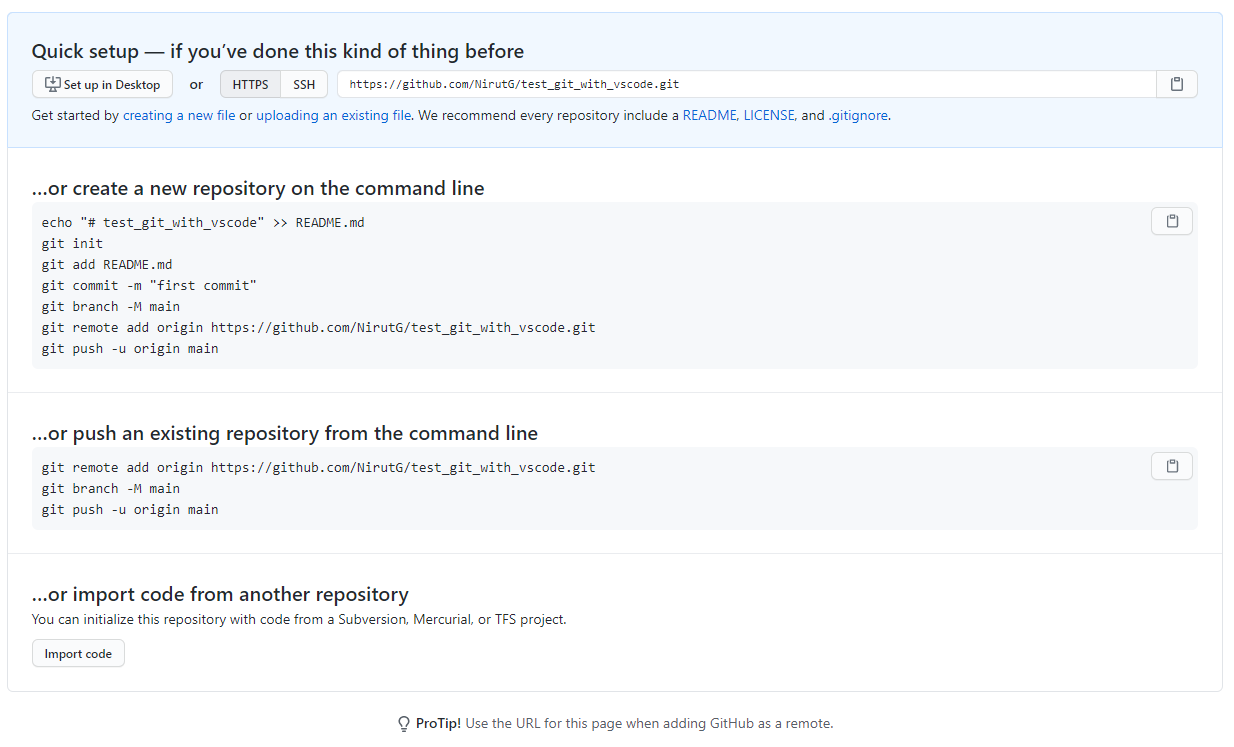 Quick setup — if you’ve done this kind of thing before
Set up in Desktop or HTTPS SSH https://github.com/NirutG/test_git_with_vscode.git
Get started by creating a new file or uploading an existing file. We recommend every repository include a README, LICENSE, and .gitignore.
…or create a new repository on the command line
echo "# test_git_with_vscode" >> README.md
git init
git add README.md
git commit -m "first commit"
git branch -M main
git remote add origin https://github.com/NirutG/test_git_with_vscode.git
git push -u origin main
…or push an existing repository from the command line
git remote add origin https://github.com/NirutG/test_git_with_vscode.git
git branch -M main
git push -u origin main
…or import code from another repository
You can initialize this repository with code from a Subversion, Mercurial, or TFS project.
Import code
ProTip! Use the URL for this page when adding GitHub as a remote.